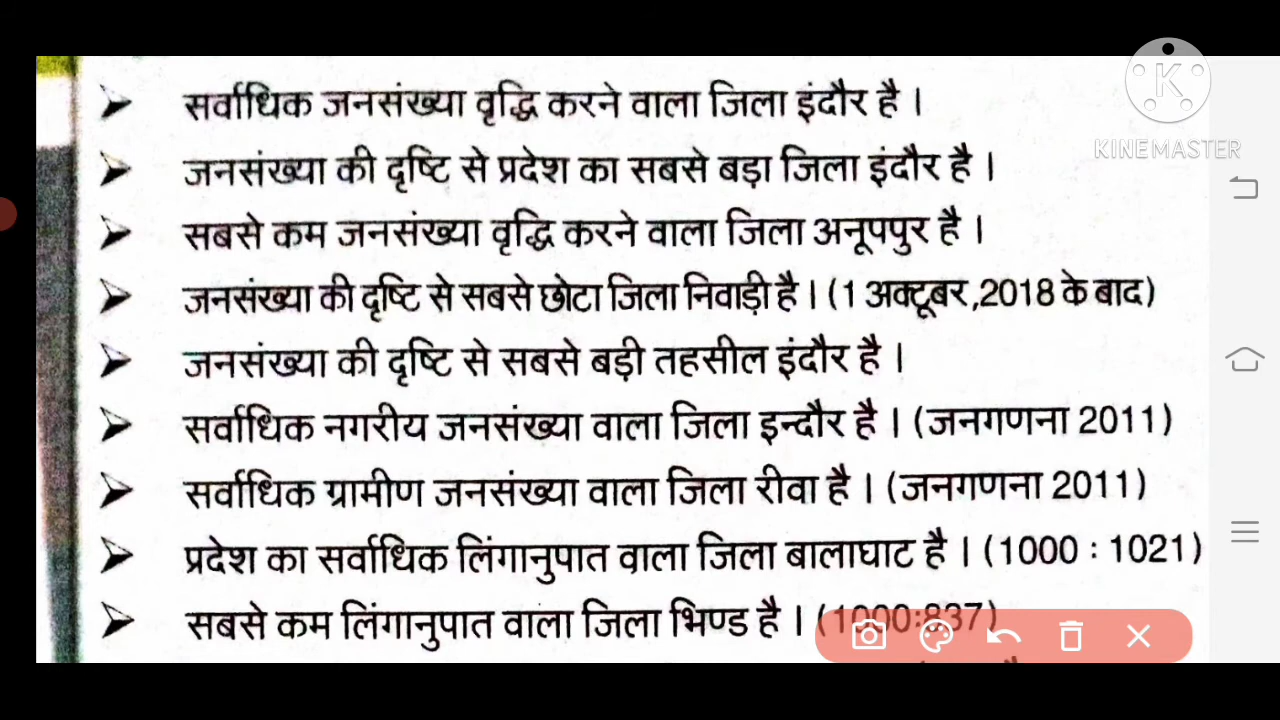 सर्वाधिक जनसंख्या वृद्धि करने वाला जिला इंदौर है ।
KINEMASTER
जनसंख्या की दृष्टि से प्रदेश का सबसे बड़ा जिला इंदौर है ।
सबसे कम जनसंख्या वृद्धि करने वाला जिला अनूपपुर है ।
जनसंख्या की दृष्टि से सबसे छोटा जिला निवाड़ी है । (1 अक्टूबर,2018 के बाद)
जनसंख्या की दृष्टि से सबसे बड़ी तहसील इंदौर है ।
सर्वाधिक नगरीय जनसंख्या वाला जिला इन्दौर है । (जनगणना 2011)
सर्वाधिक ग्रामीण जनसंख्या वाला जिला रीवा है । (जनगणना 2011)
प्रदेश का सर्वाधिक लिंगानुपात वाला जिला बालाघाट है । (1000 : 1021)
सबसे कम लिंगानुपात वाला जिला भिण्ड है । (1000:837)